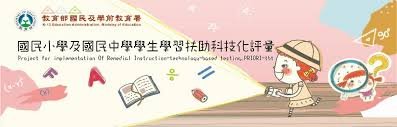 教育部國民及學前教育署
K-12 Education Administration, Ministry of Education
國民小學及國民中學學生學習扶助科技化評量
Project for implementation Of Remedial Instruction-technology-based testing, PRIORI-tbt
A